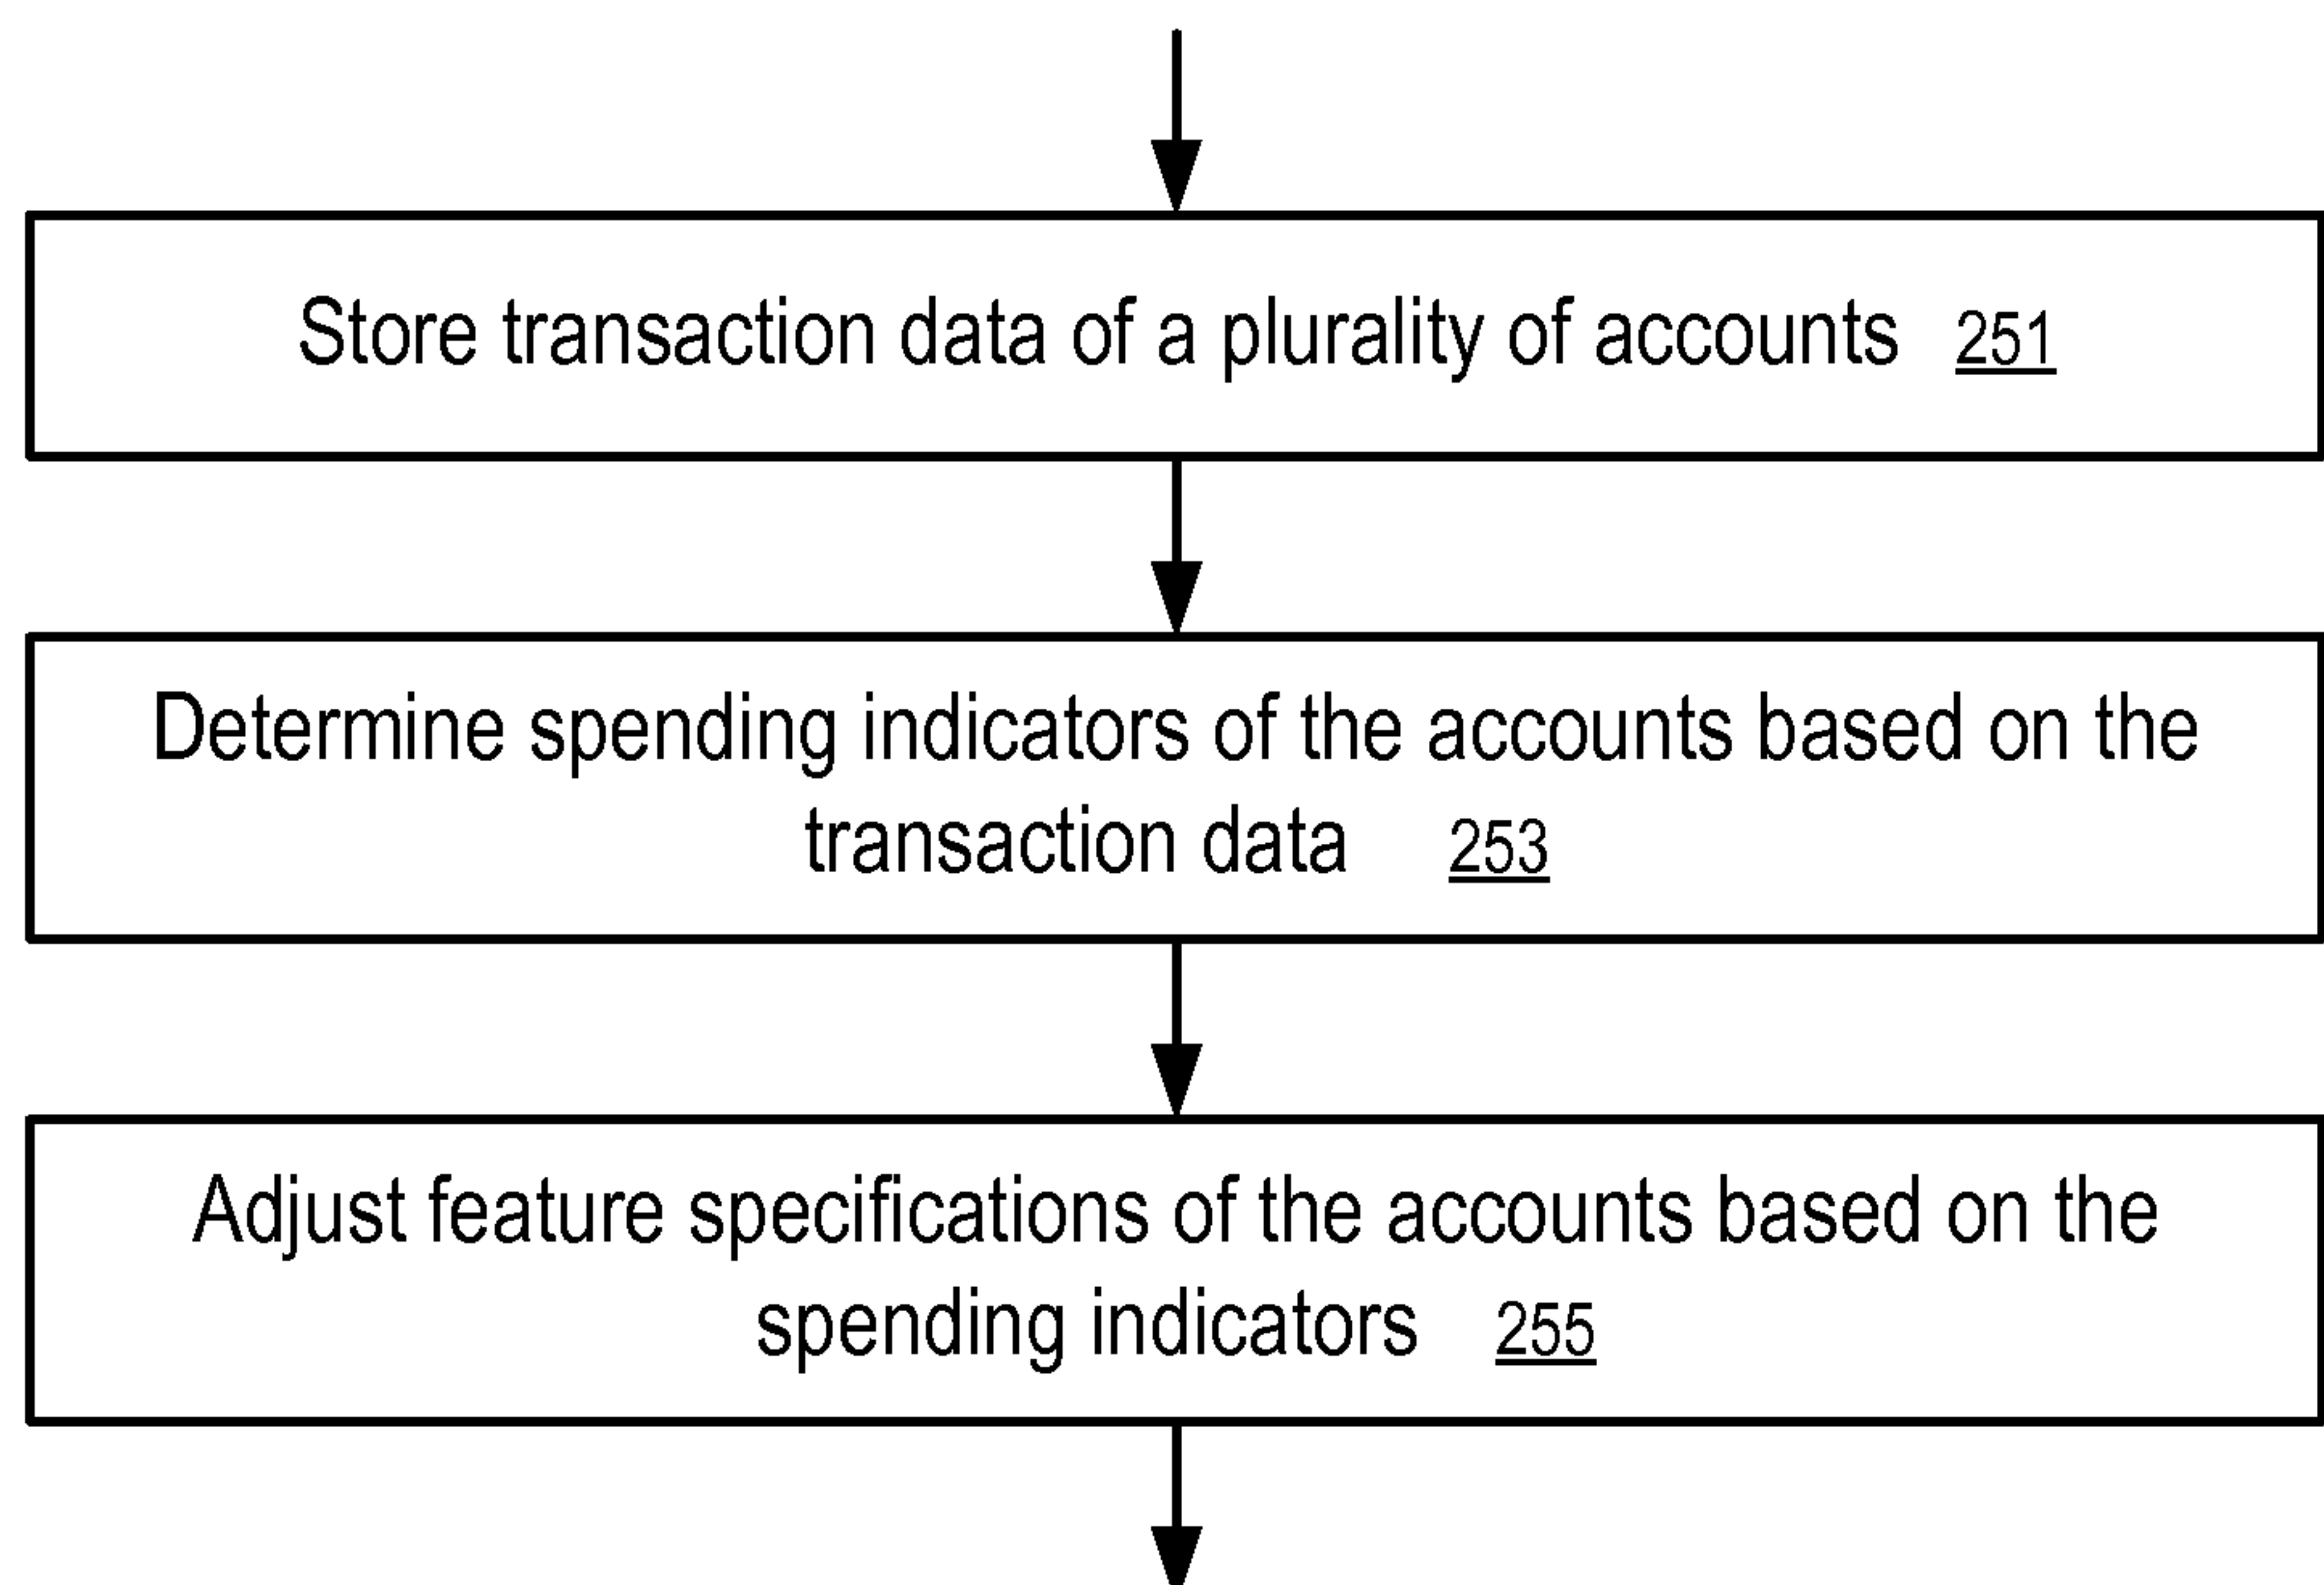 Store transaction data of a plurality of accounts 251
Determine spending indicators of the accounts based on the
transaction data 253
Adjust feature specifications of the accounts based on the
spending indicators 255